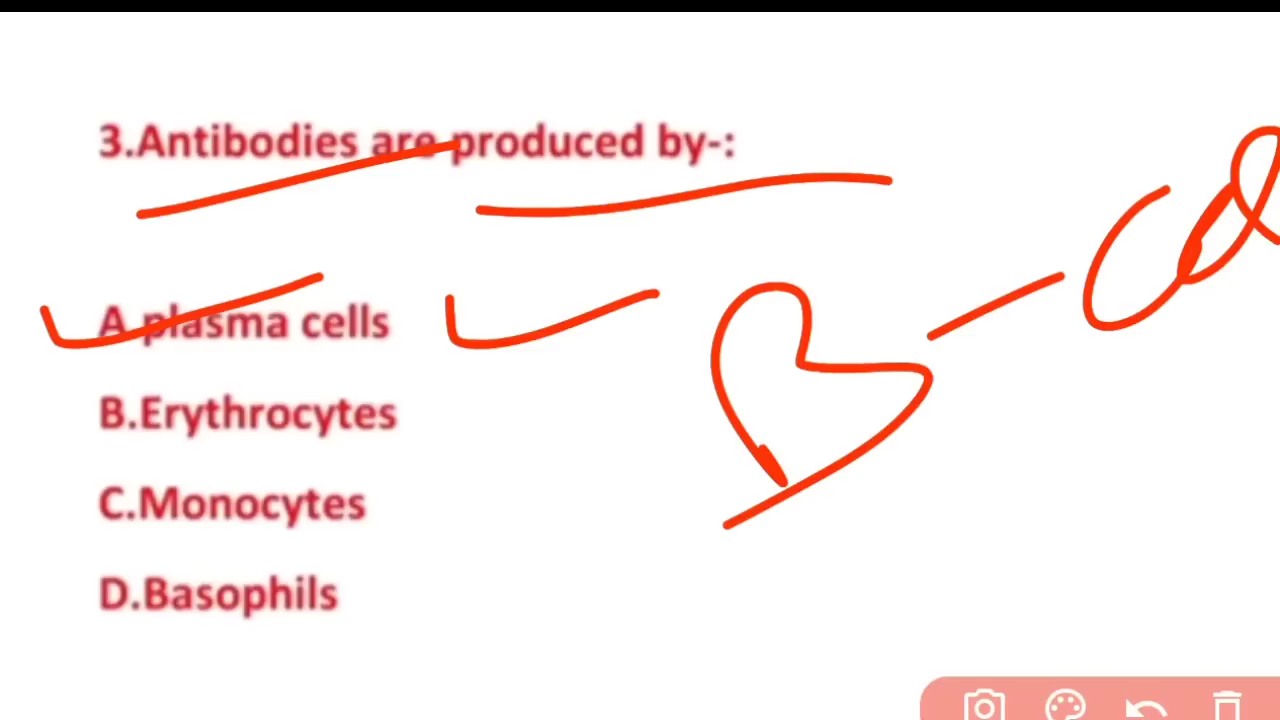 3.Antibodies are produced by-:
A.plasma cells
B.Erythrocytes
C.Monocytes
D.Basophils
B-